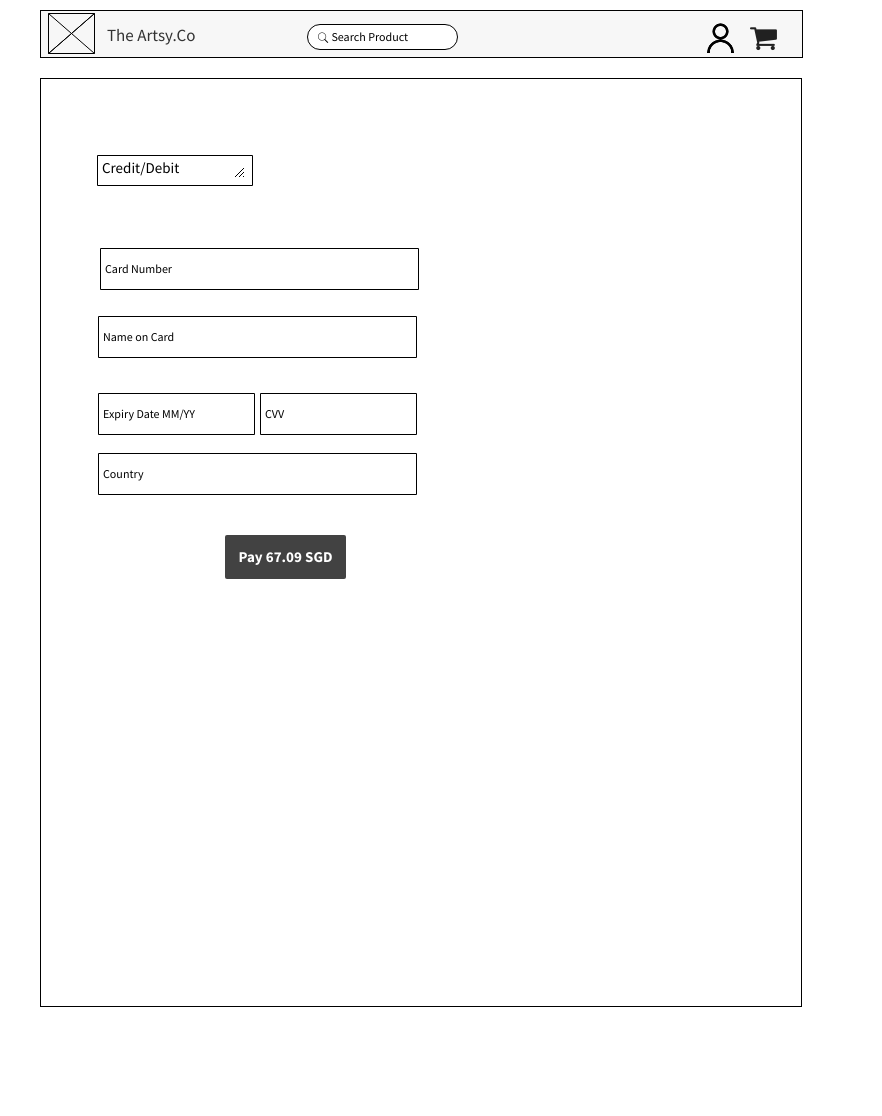 The Artsy.Co
Search Product
Credit/Debit
Card Number
Name on Card
Expiry Date MM/YY
CVV
Country
Pay 67.09 SGD